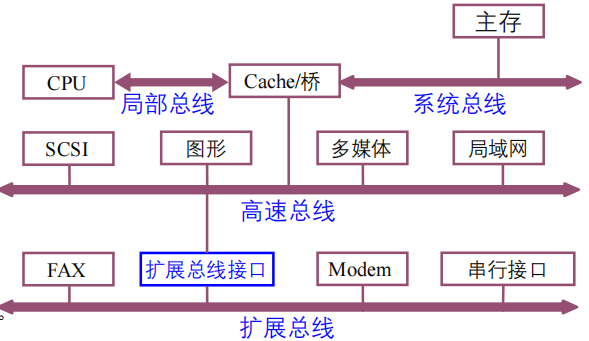 主存
CPU
Cache/桥
局部总线
系统总线
SCSI
图形
多媒体
局域网
高速总线
FAX
扩展总线接口
Modem
串行接口
。
扩展总线